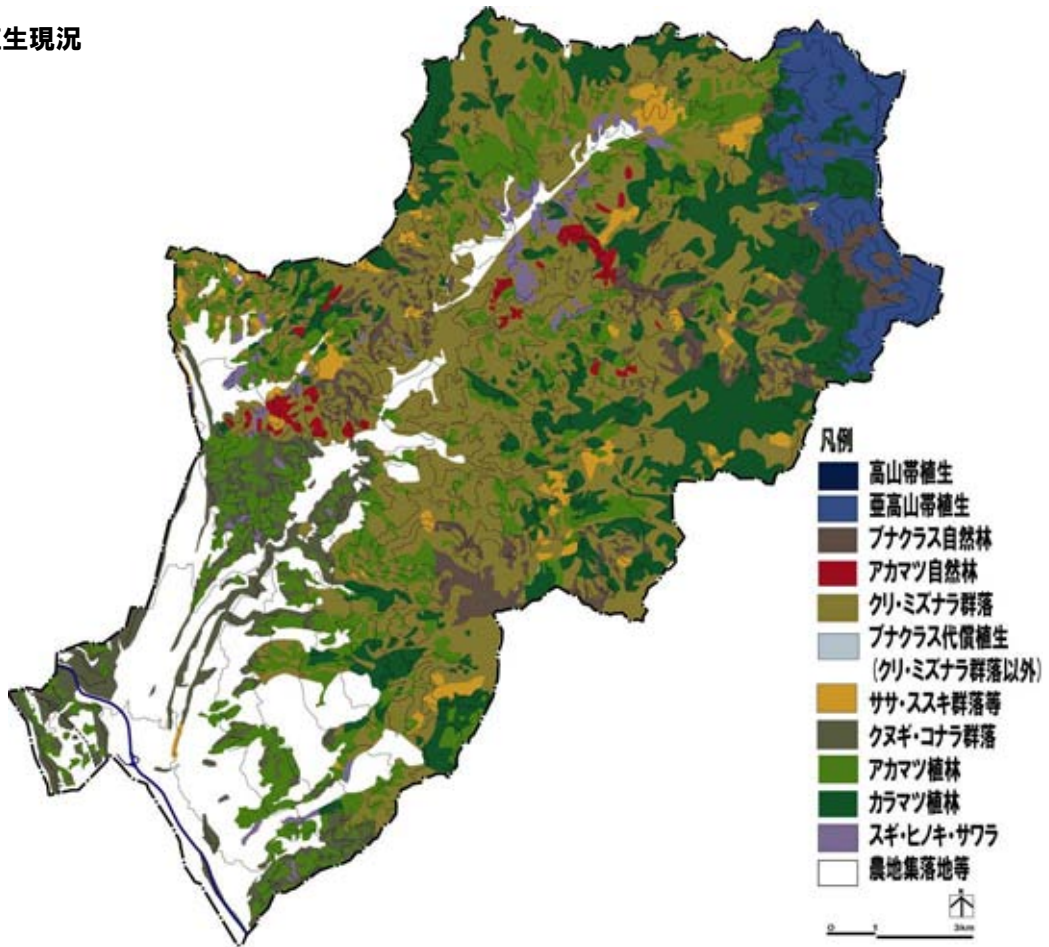 生現況
凡例
高山帯植生
亜高山帯植生
ブナクラス自然林
アカマツ自然林
クリ・ミズナラ群落
ブナクラス代償植生
(クリ・ミズナラ群落以外)
ササ・ススキ群落等
クヌギ・コナラ群落
アカマツ植林
カラマツ植林
スギ・ヒノキ・サワラ
農地集落地等
0 1 3km